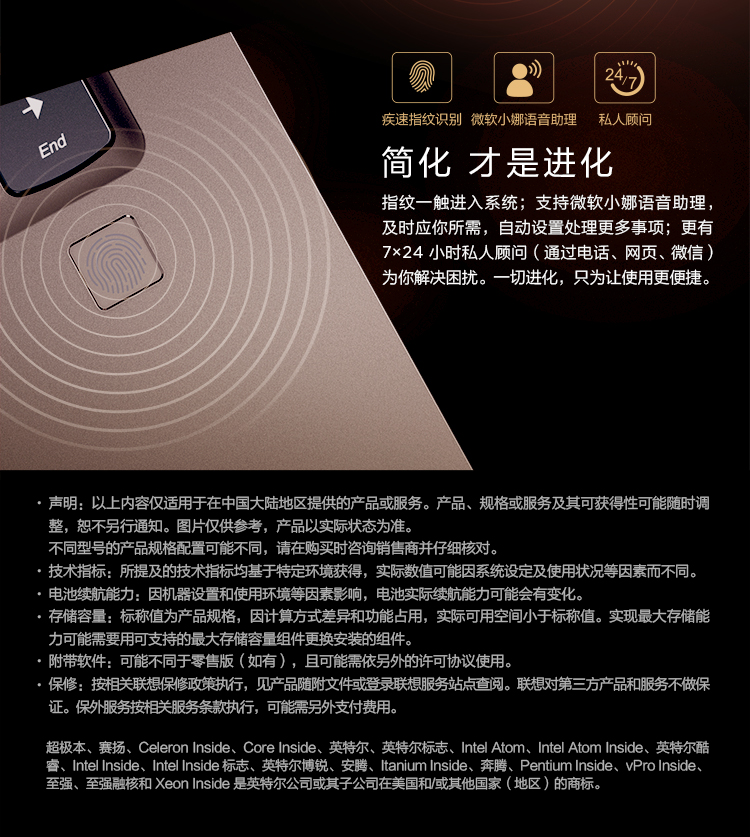 End
24/7
疾速指纹识别 微软小娜语音助理 私人顾问
简化 才是进化
指纹一触进入系统；支持微软小娜语音助理，
及时应你所需，自动设置处理更多事项；更有
7×24 小时私人顾问（通过电话、网页、微信）
为你解决困扰。一切进化，只为让使用更便捷。
· 声明：以上内容仅适用于在中国大陆地区提供的产品或服务。产品、规格或服务及其可获得性可能随时调
整，恕不另行通知。图片仅供参考，产品以实际状态为准。
不同型号的产品规格配置可能不同，请在购买时咨询销售商并仔细核对。
· 技术指标：所提及的技术指标均基于特定环境获得，实际数值可能因系统设定及使用状况等因素而不同。
· 电池续航能力：因机器设置和使用环境等因素影响，电池实际续航能力可能会有变化。
· 存储容量：标称值为产品规格，因计算方式差异和功能占用，实际可用空间小于标称值。实现最大存储能
力可能需要用可支持的最大存储容量组件更换安装的组件。
· 附带软件：可能不同于零售版（如有），且可能需依另外的许可协议使用。
· 保修：按相关联想保修政策执行，见产品随附文件或登录联想服务站点查阅。联想对第三方产品和服务不做保
证。保外服务按相关服务条款执行，可能需另外支付费用。
超极本、赛扬、Celeron Inside、Core Inside、英特尔、英特尔标志、Intel Atom、Intel Atom Inside、英特尔酷
睿、Intel Inside、Intel Inside 标志、英特尔博锐、安腾、Itanium Inside、奔腾、Pentium Inside、vPro Inside、
至强、至强融核和 Xeon Inside 是英特尔公司或其子公司在美国和/或其他国家（地区）的商标。